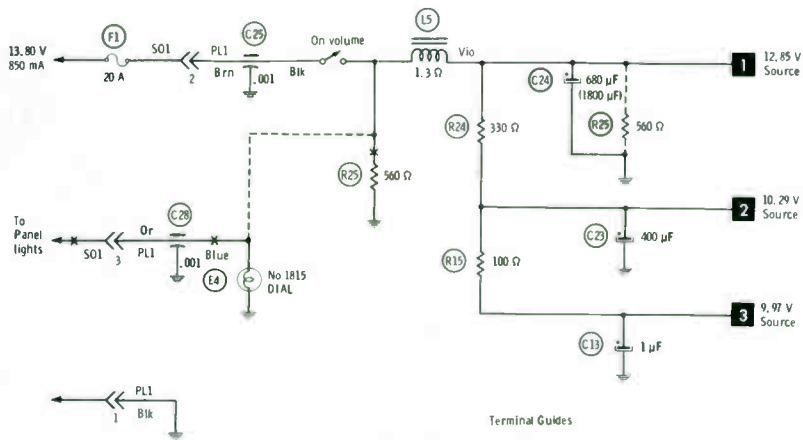 13.80 V
850 mA
F1
20 A
SO1
PL1
2
Brn
C25
.001
Blk
On volume
L5
1.3 Ω
Vio
C24
680 µF
(1800 µF)
R25
560 Ω
1
12.85 V
Source
R24
330 Ω
R25
560 Ω
2
10.29 V
Source
C23
400 µF
To
Panel
lights
SO1
3
Or
PL1
C28
.001
Blue
E4
No 1815
DIAL
R15
100 Ω
3
9.97 V
Source
C13
1 µF
PL1
1
Blk
Terminal Guides